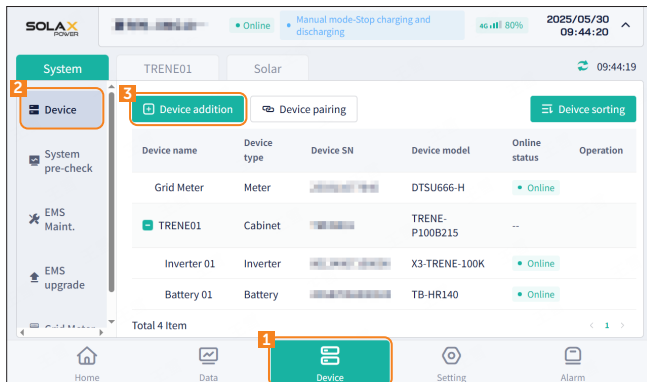 SOLAX
POWER
Online
Manual mode-Stop charging and
discharging
4G 80%
2025/05/30
09:44:20
System
TRENE01
Solar
09:44:19
2
3
Device
Device addition
Device pairing
Deivce sorting
System
pre-check
EMS
Maint.
EMS
upgrade
Device name
Device
type
Device SN
Device model
Online
status
Operation
Grid Meter
Meter
DTSU666-H
Online
TRENE01
Cabinet
TRENE-
P100B215
--
Inverter 01
Inverter
X3-TRENE-100K
Online
Battery 01
Battery
TB-HR140
Online
Grid Meter
Total 4 Item
< 1 >
1
Home
Data
Device
Setting
Alarm